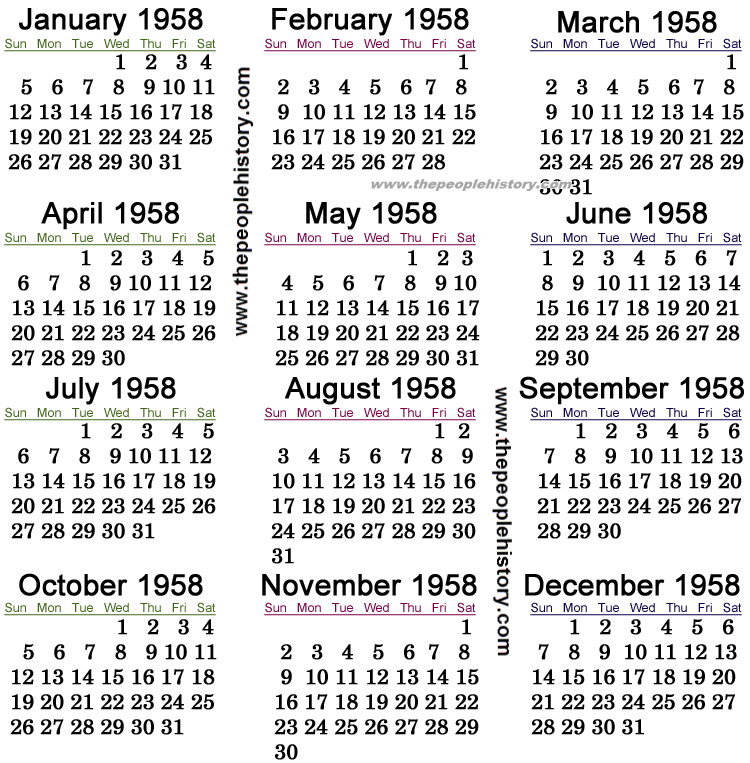 January 1958
Sun Mon Tue Wed Thu Fri Sat
1 2 3 4
5 6 7 8 9 10 11
12 13 14 15 16 17 18
19 20 21 22 23 24 25
26 27 28 29 30 31
February 1958
Sun Mon Tue Wed Thu Fri Sat
1
2 3 4 5 6 7 8
9 10 11 12 13 14 15
16 17 18 19 20 21 22
23 24 25 26 27 28
March 1958
Sun Mon Tue Wed Thu Fri Sat
1
2 3 4 5 6 7 8
9 10 11 12 13 14 15
16 17 18 19 20 21 22
23 24 25 26 27 28 29
30 31
www.thepeoplehistory.com
www.thepeoplehistory.com
April 1958
Sun Mon Tue Wed Thu Fri Sat
1 2 3 4 5
6 7 8 9 10 11 12
13 14 15 16 17 18 19
20 21 22 23 24 25 26
27 28 29 30
May 1958
Sun Mon Tue Wed Thu Fri Sat
1 2 3
4 5 6 7 8 9 10
11 12 13 14 15 16 17
18 19 20 21 22 23 24
25 26 27 28 29 30 31
June 1958
Sun Mon Tue Wed Thu Fri Sat
1 2 3 4 5 6 7
8 9 10 11 12 13 14
15 16 17 18 19 20 21
22 23 24 25 26 27 28
29 30
July 1958
Sun Mon Tue Wed Thu Fri Sat
1 2 3 4 5
6 7 8 9 10 11 12
13 14 15 16 17 18 19
20 21 22 23 24 25 26
27 28 29 30 31
August 1958
Sun Mon Tue Wed Thu Fri Sat
1 2
3 4 5 6 7 8 9
10 11 12 13 14 15 16
17 18 19 20 21 22 23
24 25 26 27 28 29 30
31
www.thepeoplehistory.com
September 1958
Sun Mon Tue Wed Thu Fri Sat
1 2 3 4 5 6
7 8 9 10 11 12 13
14 15 16 17 18 19 20
21 22 23 24 25 26 27
28 29 30
October 1958
Sun Mon Tue Wed Thu Fri Sat
1 2 3 4
5 6 7 8 9 10 11
12 13 14 15 16 17 18
19 20 21 22 23 24 25
26 27 28 29 30 31
November 1958
Sun Mon Tue Wed Thu Fri Sat
1
2 3 4 5 6 7 8
9 10 11 12 13 14 15
16 17 18 19 20 21 22
23 24 25 26 27 28 29
30
December 1958
Sun Mon Tue Wed Thu Fri Sat
1 2 3 4 5 6
7 8 9 10 11 12 13
14 15 16 17 18 19 20
21 22 23 24 25 26 27
28 29 30 31